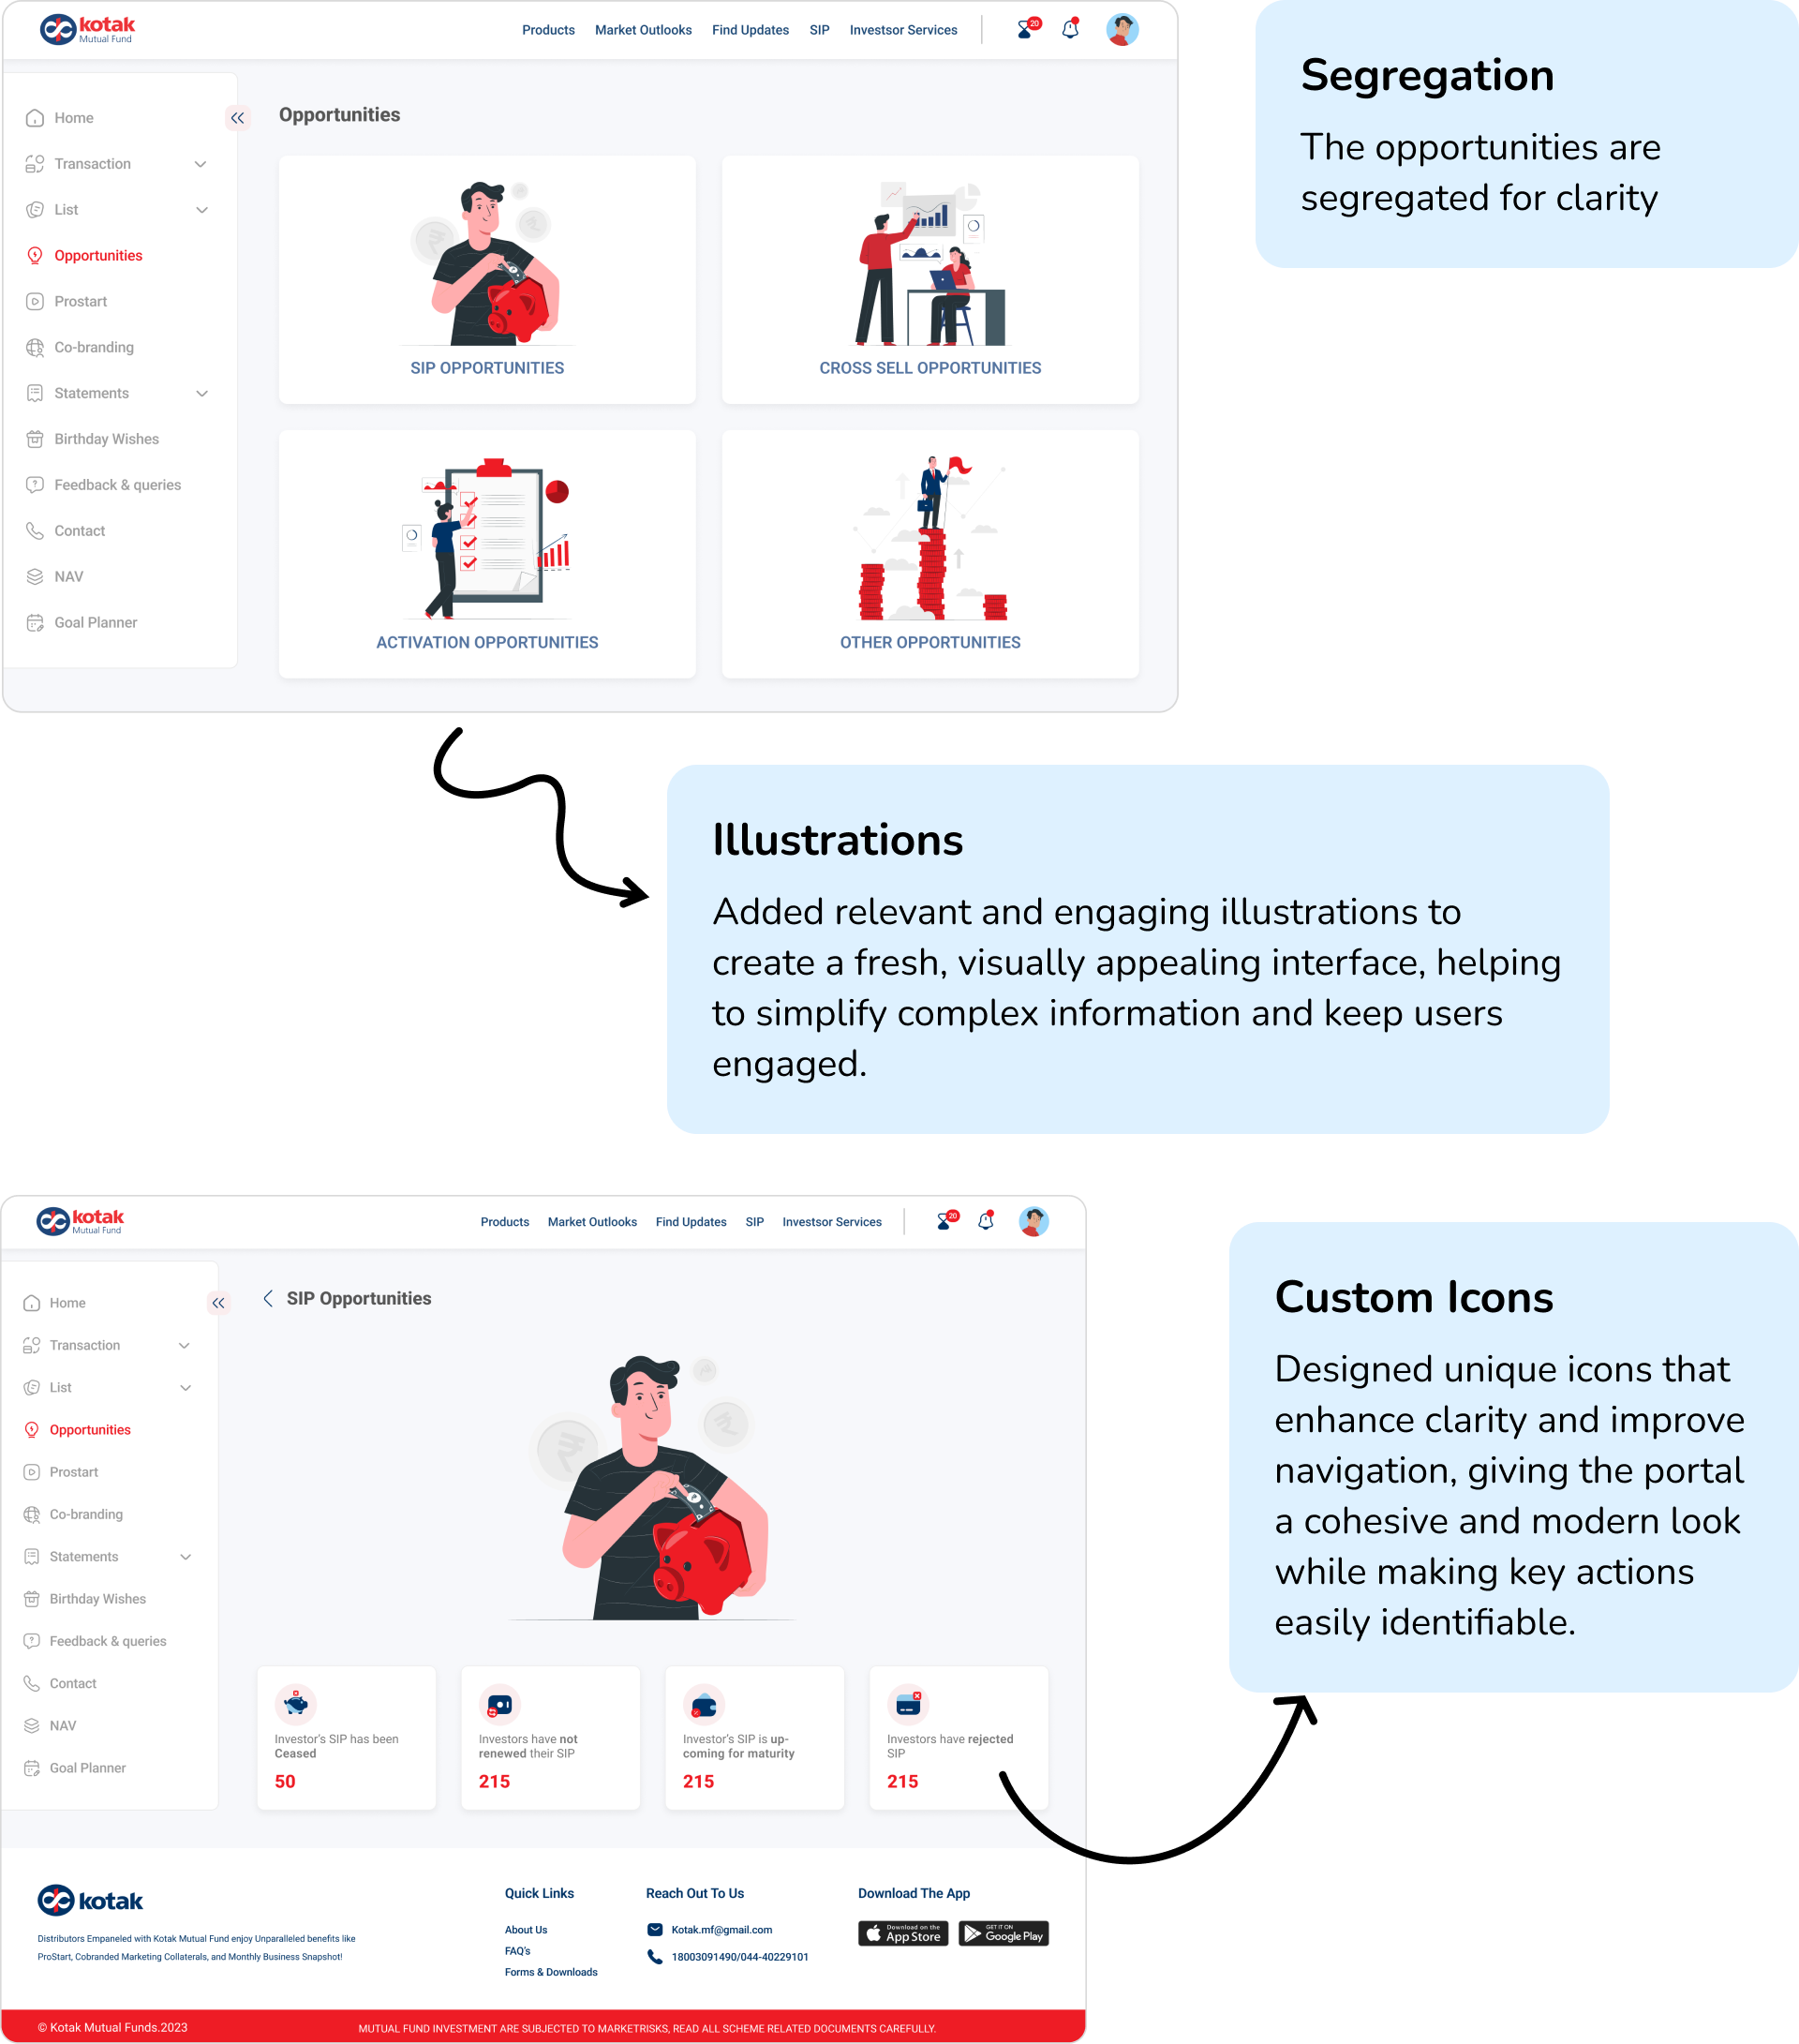 kotak
Mutual Fund
Products Market Outlooks Find Updates SIP Investsor Services
20
Home
Transaction
List
Opportunities
Prostart
Co-branding
Statements
Birthday Wishes
Feedback & queries
Contact
NAV
Goal Planner
Opportunities
SIP OPPORTUNITIES
CROSS SELL OPPORTUNITIES
ACTIVATION OPPORTUNITIES
OTHER OPPORTUNITIES
Segregation
The opportunities are
segregated for clarity
Illustrations
Added relevant and engaging illustrations to
create a fresh, visually appealing interface, helping
to simplify complex information and keep users
engaged.
kotak
Mutual Fund
Products Market Outlooks Find Updates SIP Investsor Services
20
Home
Transaction
List
Opportunities
Prostart
Co-branding
Statements
Birthday Wishes
Feedback & queries
Contact
NAV
Goal Planner
SIP Opportunities
₹
Investor's SIP has been
Ceased
50
Investors have not
renewed their SIP
215
Investor's SIP is up-
coming for maturity
215
Investors have rejected
SIP
215
Custom Icons
Designed unique icons that
enhance clarity and improve
navigation, giving the portal
a cohesive and modern look
while making key actions
easily identifiable.
kotak
Distributors Empaneled with Kotak Mutual Fund enjoy Unparalleled benefits like
ProStart, Cobranded Marketing Collaterals, and Monthly Business Snapshot!
Quick Links
About Us
FAQ's
Forms & Downloads
Reach Out To Us
Kotak.mf@gmail.com
18003091490/044-40229101
Download The App
Download on the
App Store
GET IT ON
Google Play
© Kotak Mutual Funds.2023
MUTUAL FUND INVESTMENT ARE SUBJECTED TO MARKETRISKS, READ ALL SCHEME RELATED DOCUMENTS CAREFULLY.